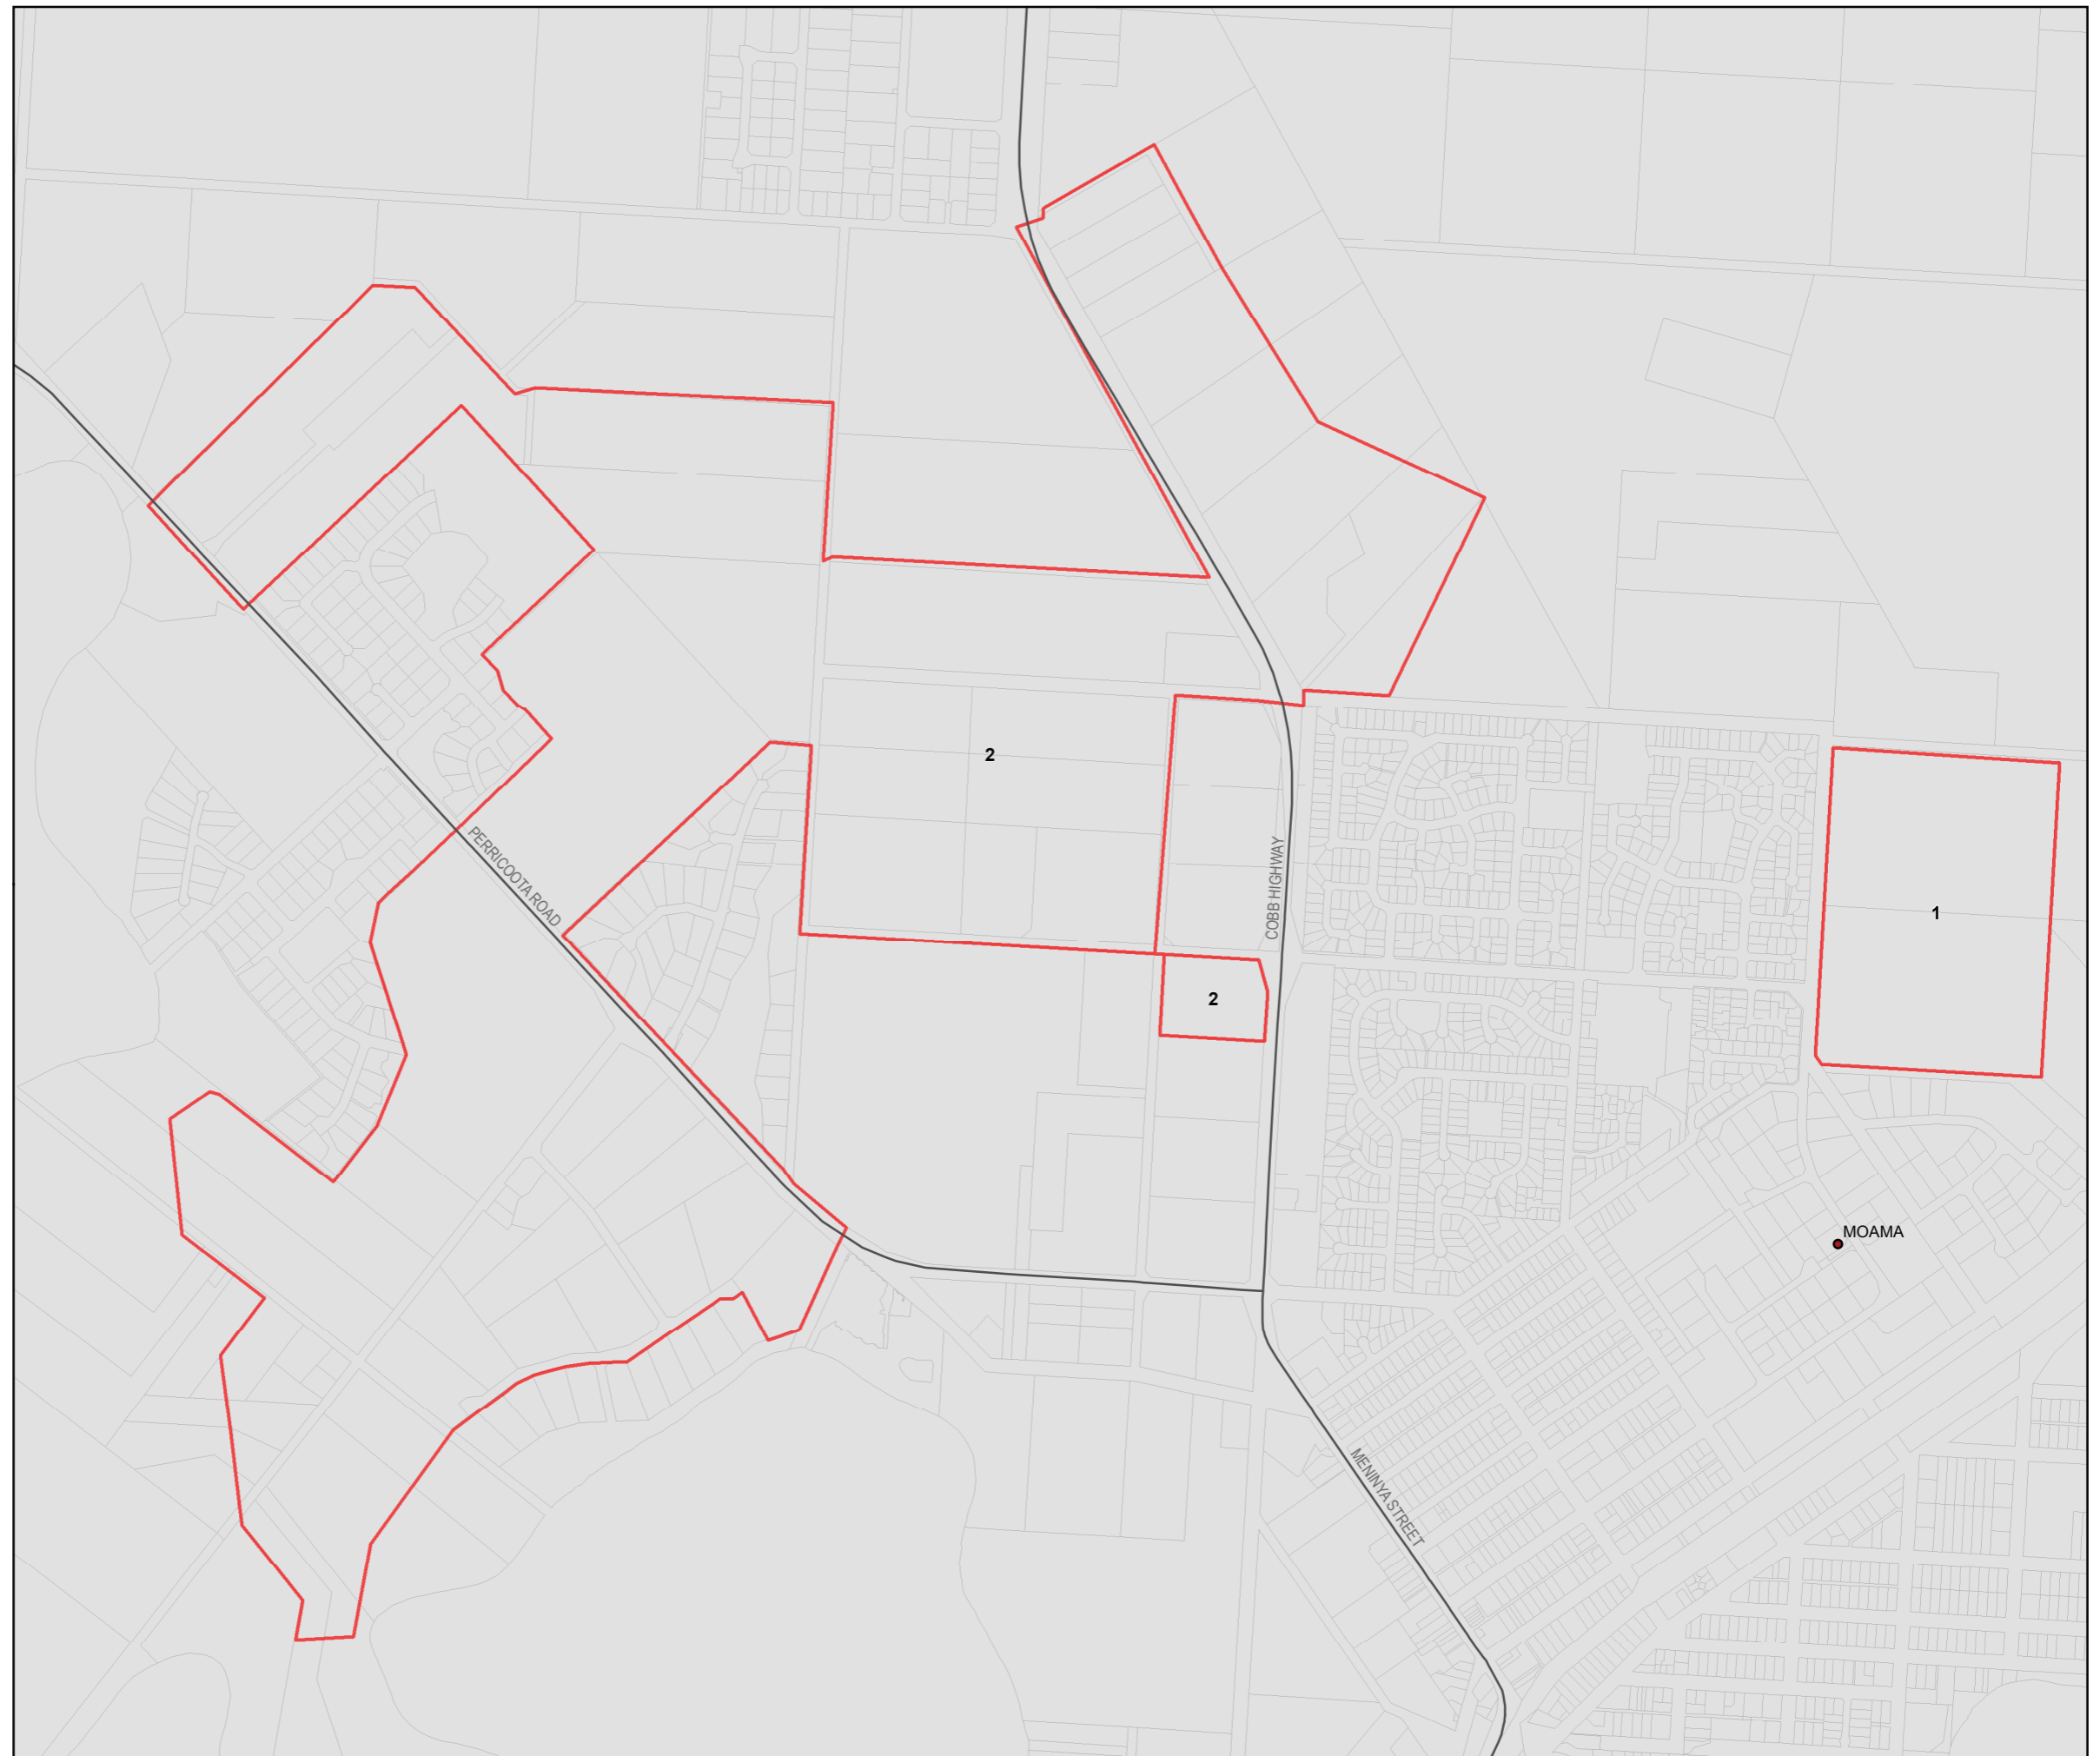 2
PERRICOOTA ROAD
COBB HIGHWAY
1
2
MOAMA
MENINYA STREET